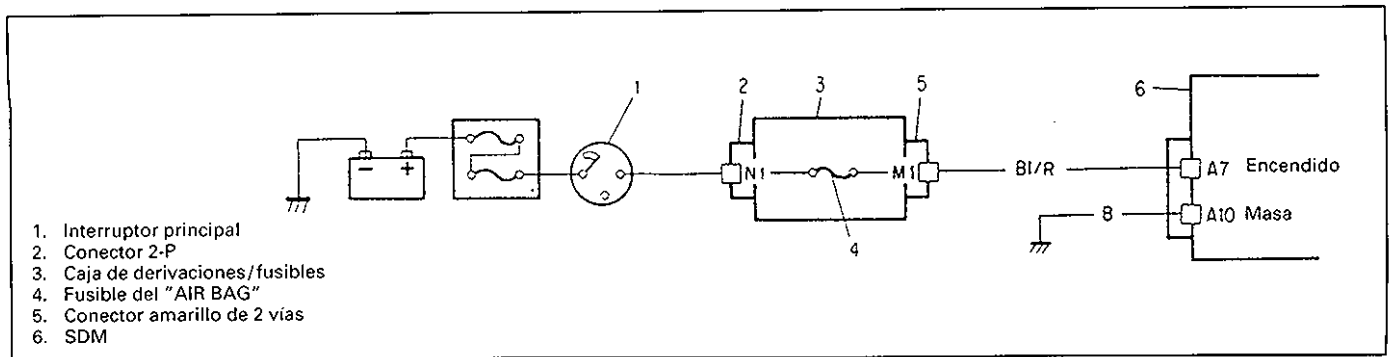 1
2
3
5
6
− +
N1
M1
Bl/R
A7 Encendido
B
A10 Masa
4
1. Interruptor principal
2. Conector 2-P
3. Caja de derivaciones/fusibles
4. Fusible del "AIR BAG"
5. Conector amarillo de 2 vías
6. SDM